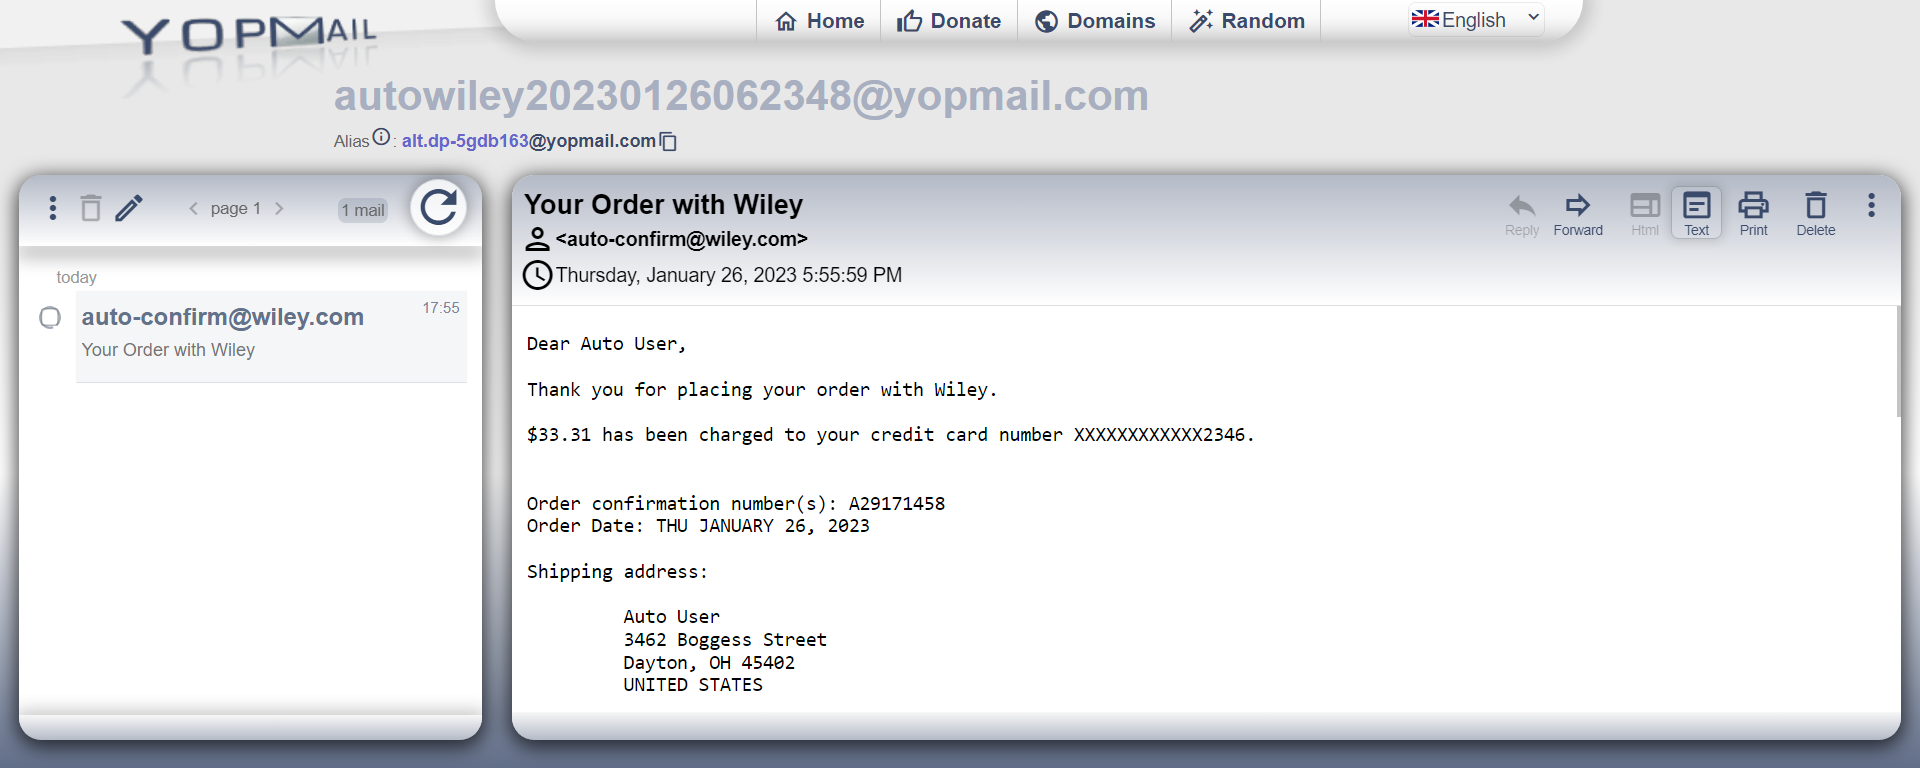 YOPMAIL
Home
Donate
Domains
Random
English
autowiley20230126062348@yopmail.com
Alias : alt.dp-5gdb163@yopmail.com
page 1
1 mail
today
auto-confirm@wiley.com
17:55
Your Order with Wiley
Your Order with Wiley
<auto-confirm@wiley.com>
Thursday, January 26, 2023 5:55:59 PM
Reply
Forward
Html
Text
Print
Delete
Dear Auto User,
Thank you for placing your order with Wiley.
$33.31 has been charged to your credit card number XXXXXXXXXXXX2346.
Order confirmation number(s): A29171458
Order Date: THU JANUARY 26, 2023
Shipping address:
Auto User
3462 Boggess Street
Dayton, OH 45402
UNITED STATES